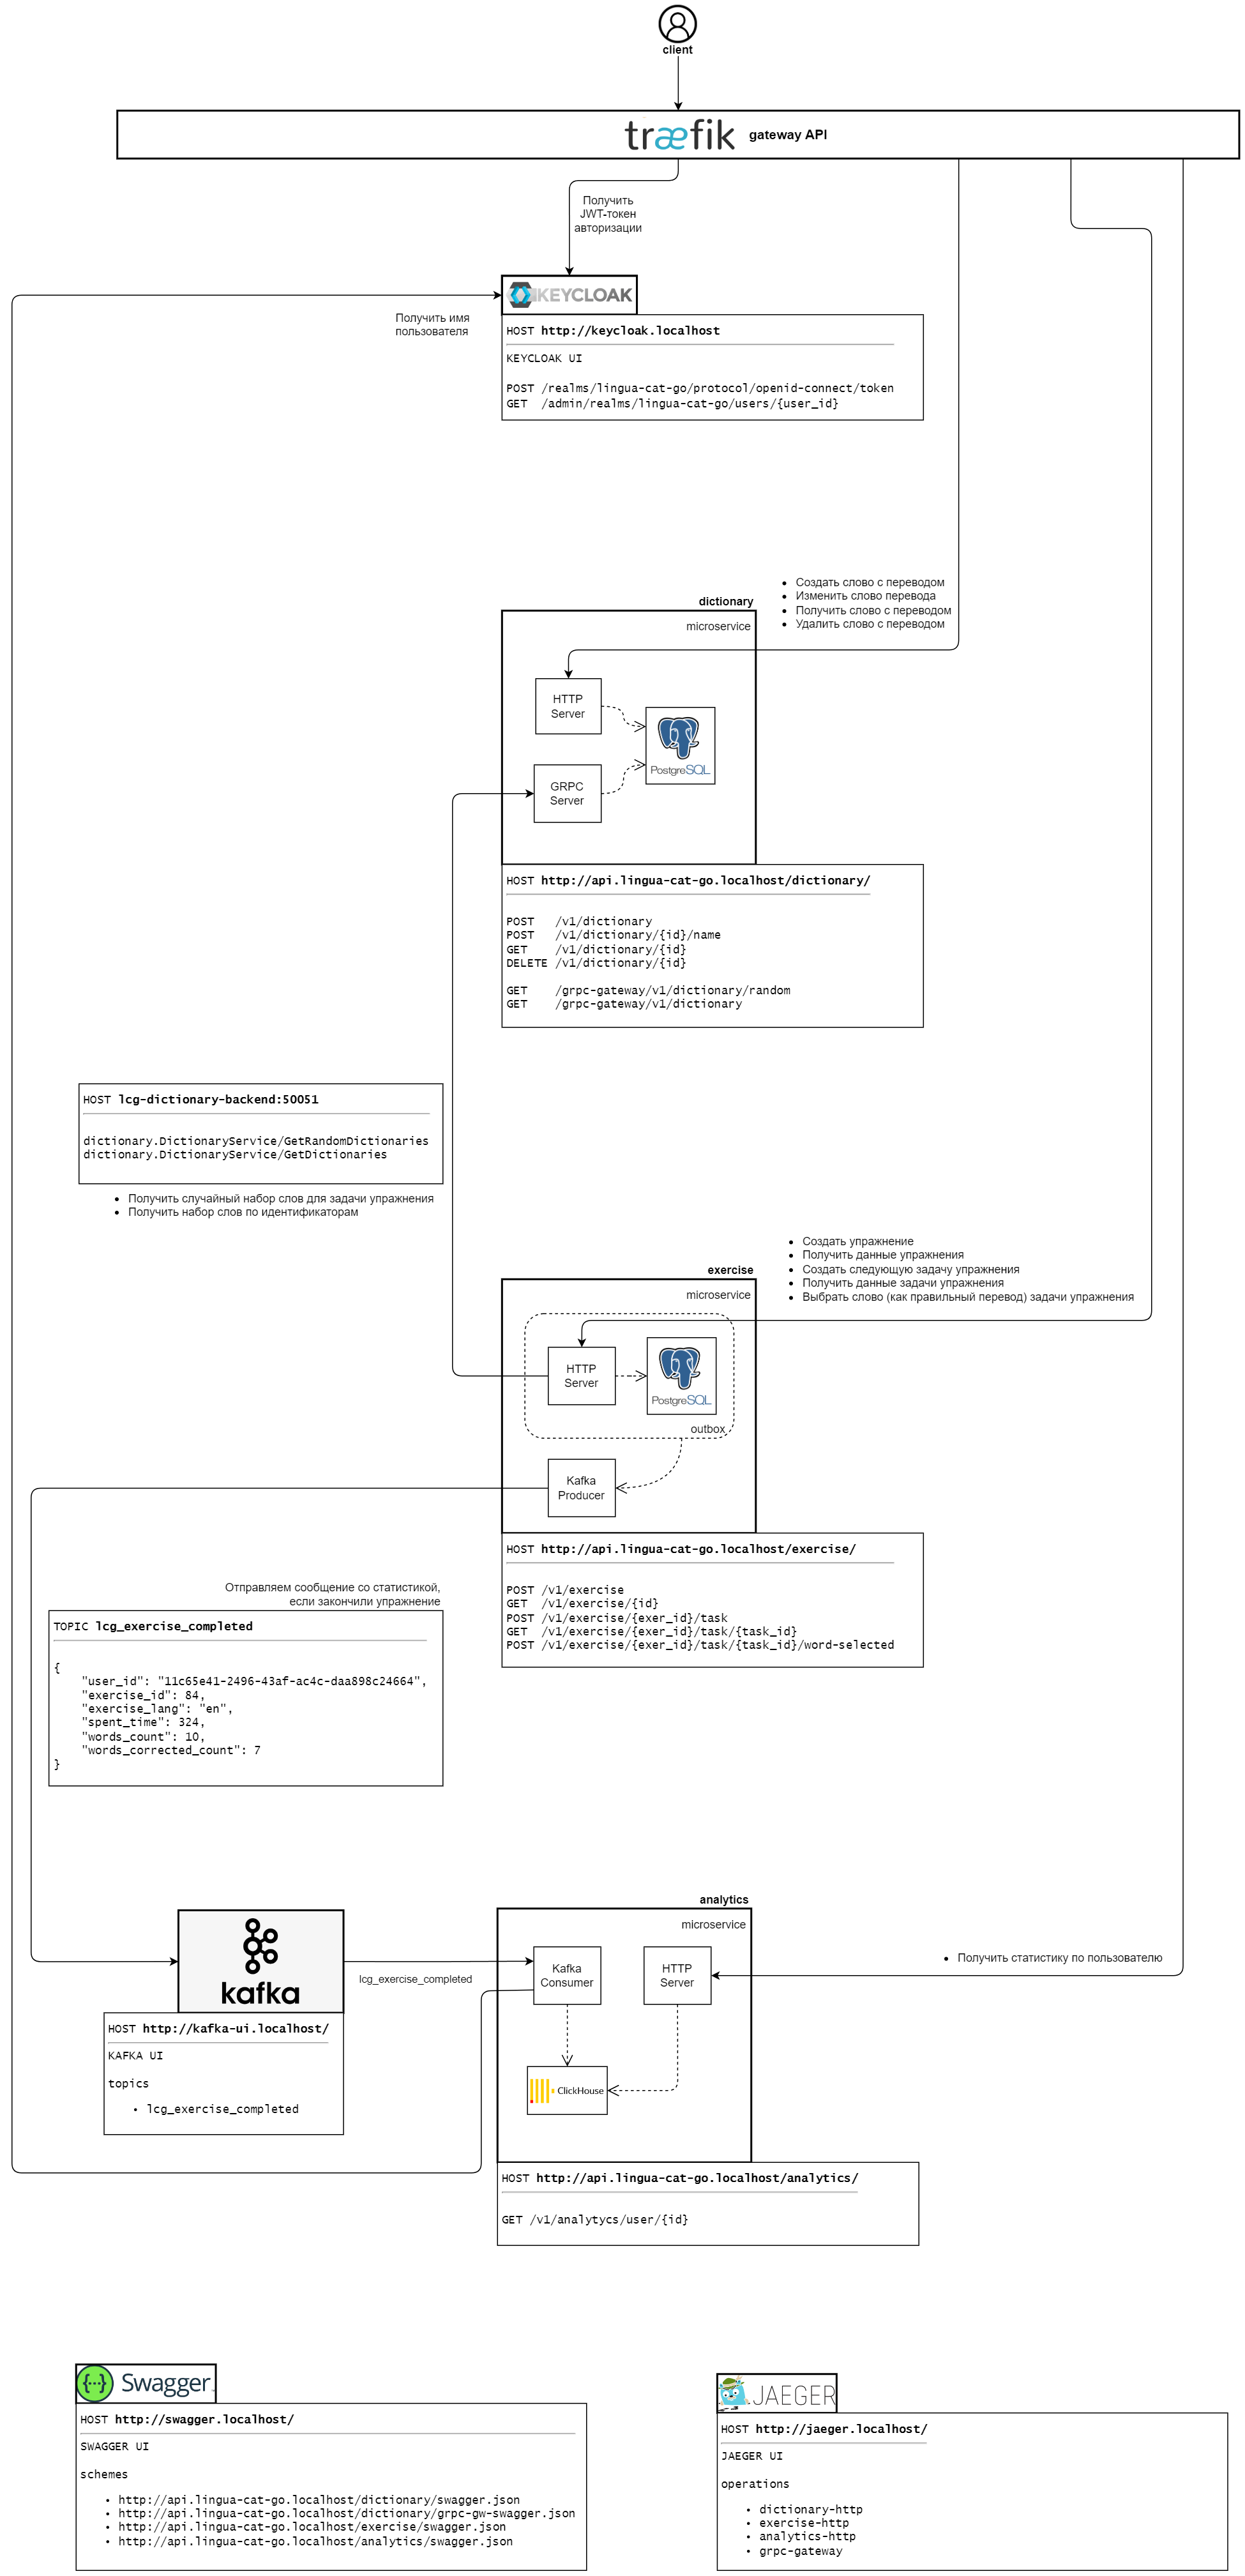 client
træfik gateway API
Получить
JWT-токен
авторизации
KEYCLOAK
Получить имя
пользователя
HOST http://keycloak.localhost
KEYCLOAK UI
POST /realms/lingua-cat-go/protocol/openid-connect/token
GET /admin/realms/lingua-cat-go/users/{user_id}
• Создать слово с переводом
• Изменить слово перевода
• Получить слово с переводом
• Удалить слово с переводом
dictionary
microservice
HTTP
Server
PostgreSQL
GRPC
Server
HOST http://api.lingua-cat-go.localhost/dictionary/
POST /v1/dictionary
POST /v1/dictionary/{id}/name
GET /v1/dictionary/{id}
DELETE /v1/dictionary/{id}
GET /grpc-gateway/v1/dictionary/random
GET /grpc-gateway/v1/dictionary
HOST lcg-dictionary-backend:50051
dictionary.DictionaryService/GetRandomDictionaries
dictionary.DictionaryService/GetDictionaries
• Получить случайный набор слов для задачи упражнения
• Получить набор слов по идентификаторам
• Создать упражнение
• Получить данные упражнения
• Создать следующую задачу упражнения
• Получить данные задачи упражнения
• Выбрать слово (как правильный перевод) задачи упражнения
exercise
microservice
HTTP
Server
PostgreSQL
outbox
Kafka
Producer
HOST http://api.lingua-cat-go.localhost/exercise/
POST /v1/exercise
GET /v1/exercise/{id}
POST /v1/exercise/{exer_id}/task
GET /v1/exercise/{exer_id}/task/{task_id}
POST /v1/exercise/{exer_id}/task/{task_id}/word-selected
Отправляем сообщение со статистикой,
если закончили упражнение
TOPIC lcg_exercise_completed
{
"user_id": "11c65e41-2496-43af-ac4c-daa898c24664",
"exercise_id": 84,
"exercise_lang": "en",
"spent_time": 324,
"words_count": 10,
"words_corrected_count": 7
}
kafka
lcg_exercise_completed
HOST http://kafka-ui.localhost/
KAFKA UI
topics
• lcg_exercise_completed
analytics
microservice
Kafka
Consumer
HTTP
Server
ClickHouse
• Получить статистику по пользователю
HOST http://api.lingua-cat-go.localhost/analytics/
GET /v1/analytycs/user/{id}
Swagger
HOST http://swagger.localhost/
SWAGGER UI
schemes
• http://api.lingua-cat-go.localhost/dictionary/swagger.json
• http://api.lingua-cat-go.localhost/dictionary/grpc-gw-swagger.json
• http://api.lingua-cat-go.localhost/exercise/swagger.json
• http://api.lingua-cat-go.localhost/analytics/swagger.json
JAEGER
HOST http://jaeger.localhost/
JAEGER UI
operations
• dictionary-http
• exercise-http
• analytics-http
• grpc-gateway